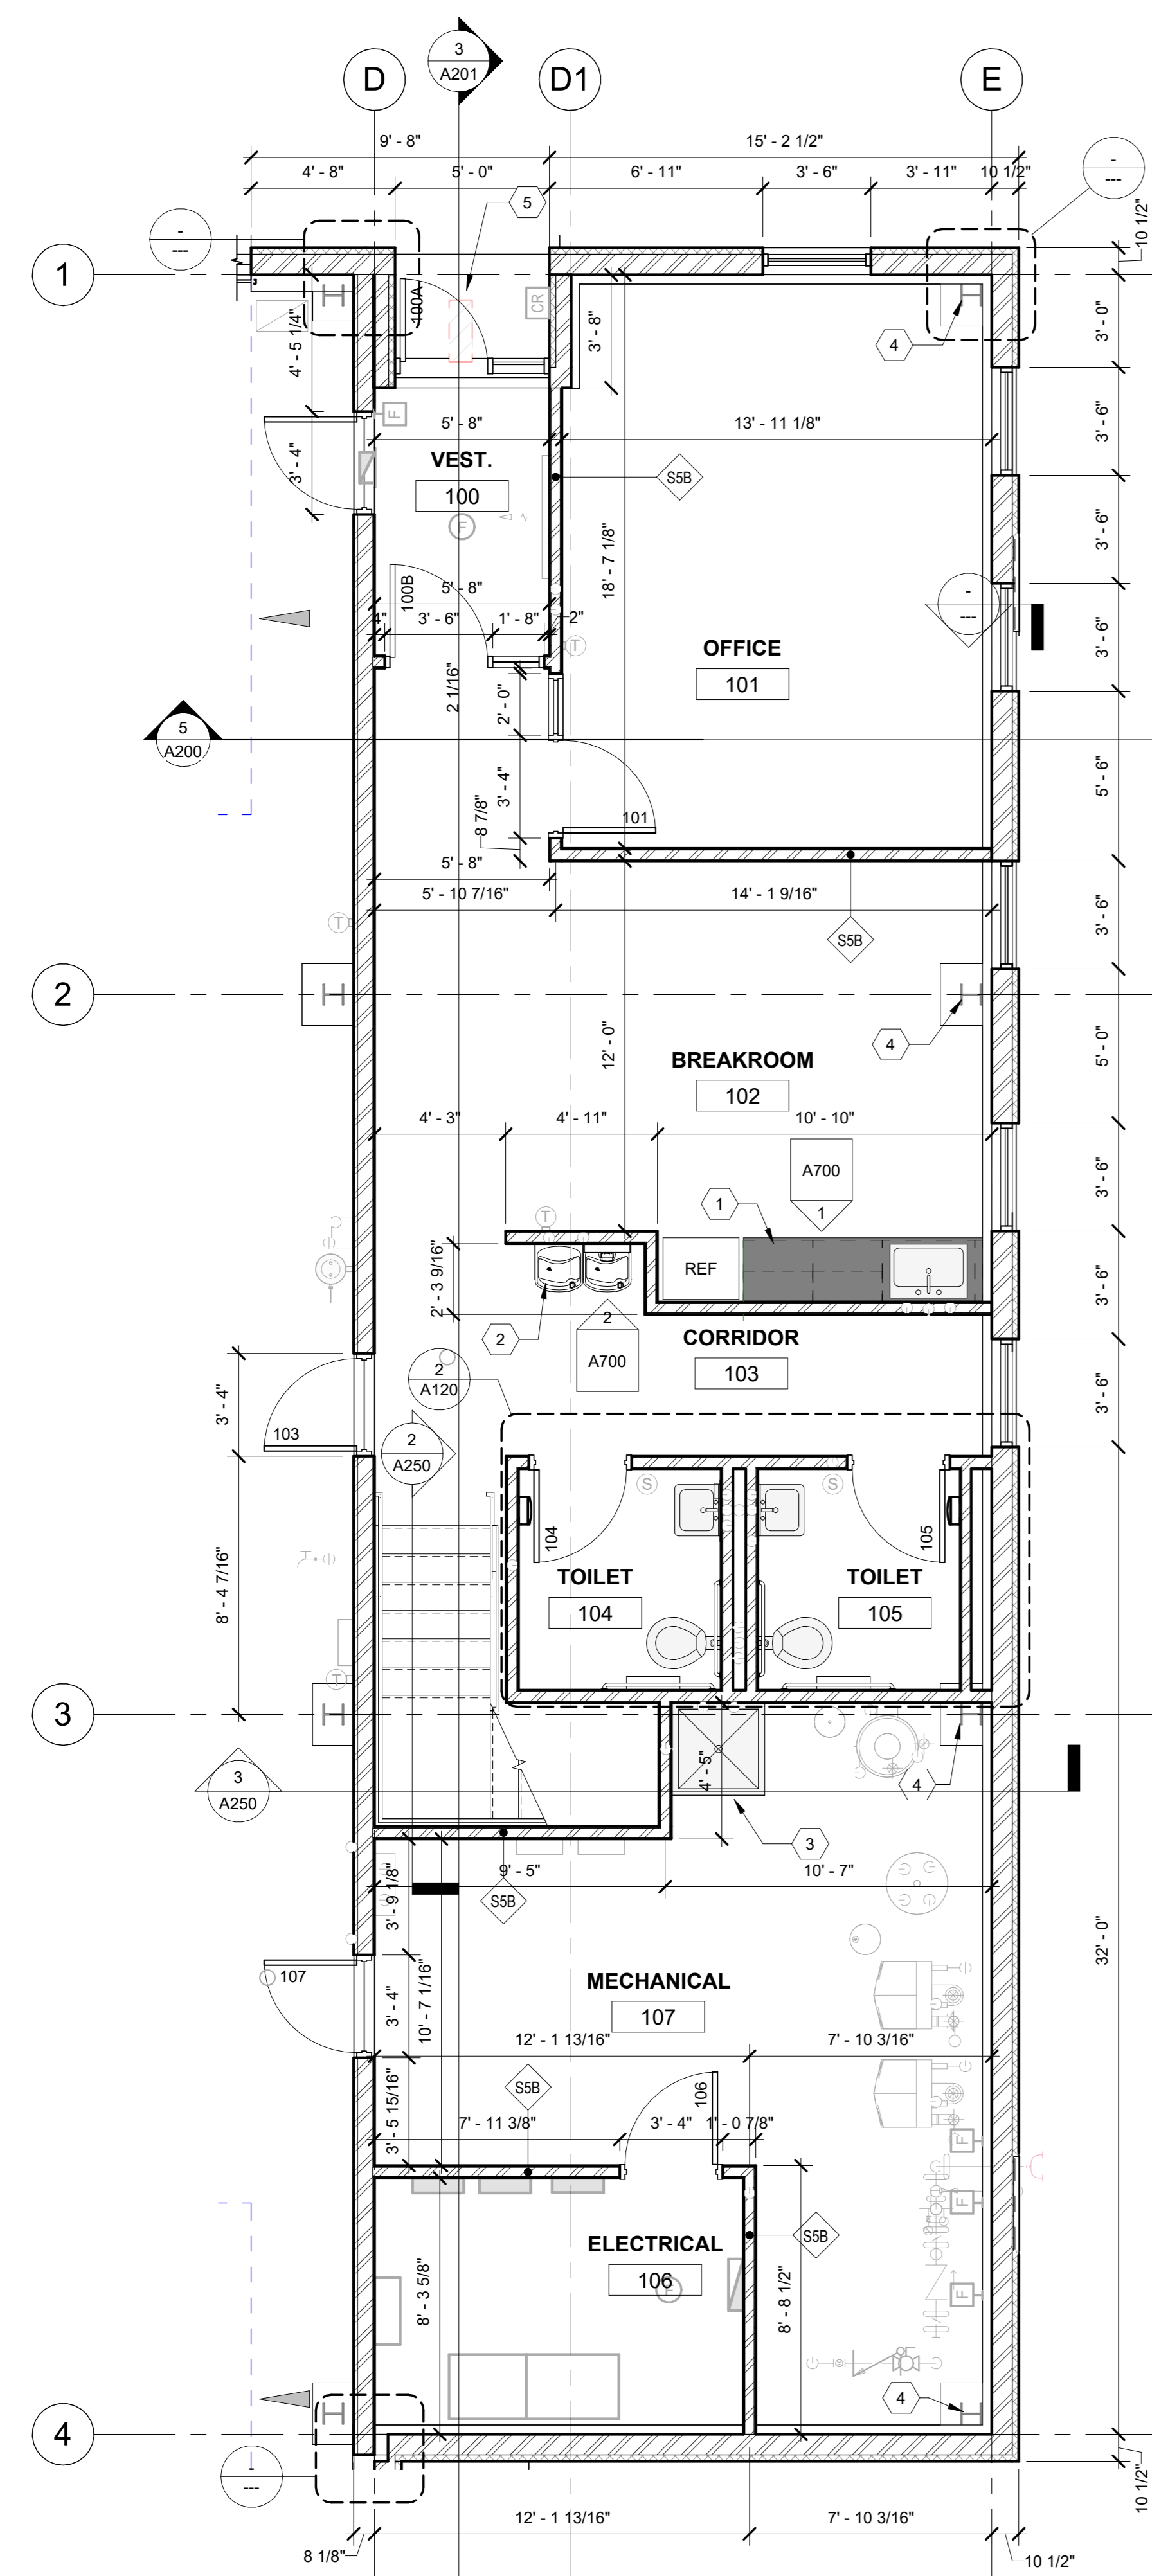 3
A201
D
D1
E
9' - 8"
15' - 2 1/2"
4' - 8"
5' - 0"
6' - 11"
3' - 6"
3' - 11"
10 1/2"
-
---
5
10 1/2"
-
---
1
100A
CR
4
3' - 0"
4' - 5 1/4"
3' - 8"
F
5' - 8"
13' - 11 1/8"
3' - 6"
VEST.
100
S5B
3' - 4"
F
3' - 6"
18' - 7 1/8"
5' - 8"
100B
4"
3' - 6"
1' - 8"
2"
-
---
3' - 6"
T
OFFICE
101
2 1/16"
2' - 0"
5
A200
3' - 4"
5' - 6"
8 7/8"
101
5' - 8"
5' - 10 7/16"
14' - 1 9/16"
3' - 6"
T
S5B
2
4
12' - 0"
5' - 0"
BREAKROOM
102
4' - 3"
4' - 11"
10' - 10"
A700
1
3' - 6"
1
T
REF
2' - 3 9/16"
3' - 6"
2
2
A700
CORRIDOR
103
2
A120
3' - 4"
3' - 6"
103
2
A250
S
S
104
105
TOILET
104
TOILET
105
8' - 4 7/16"
T
3
4' - 5"
4
3
A250
3
9' - 5"
10' - 7"
S5B
3' - 9 1/8"
107
MECHANICAL
107
3' - 4"
10' - 7 1/16"
32' - 0"
12' - 1 13/16"
7' - 10 3/16"
S5B
106
3' - 5 15/16"
7' - 11 3/8"
3' - 4"
1' - 0 7/8"
F
F
S5B
ELECTRICAL
106
F
8' - 3 5/8"
8' - 8 1/2"
F
4
4
---
10 1/2"
12' - 1 13/16"
7' - 10 3/16"
8 1/8"
10 1/2"